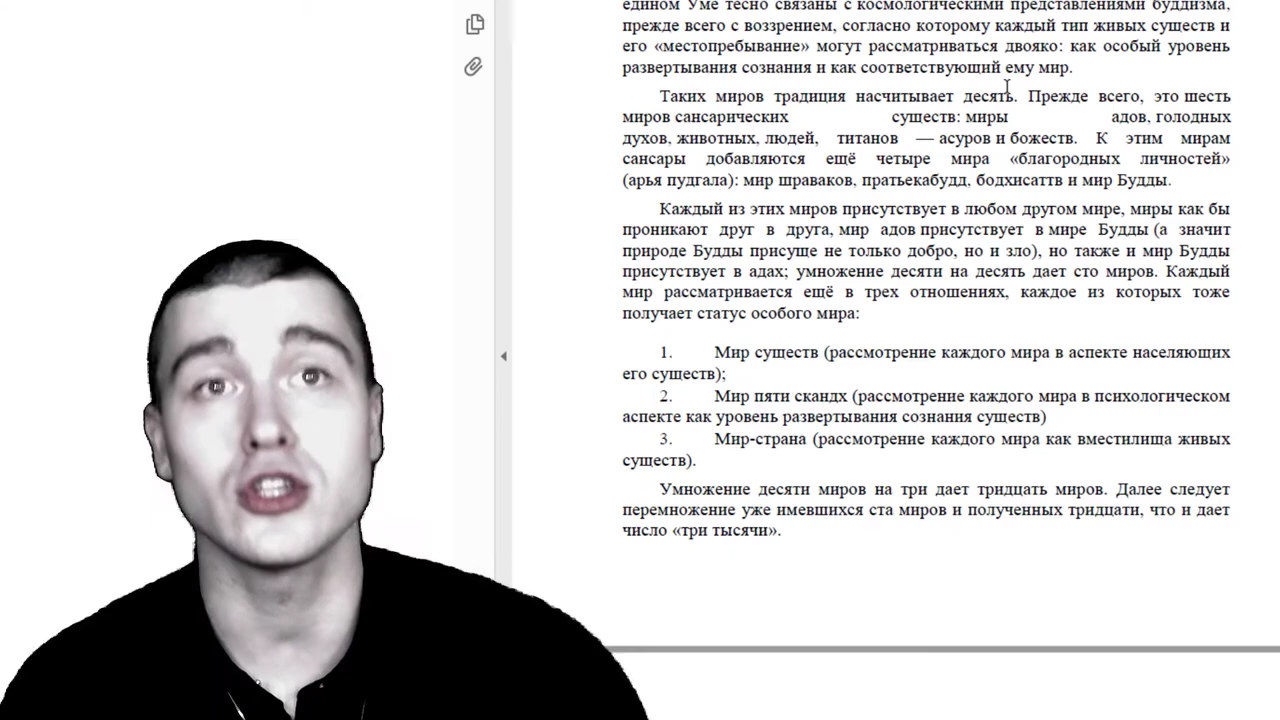 едином Уме тесно связаны с космологическими представлениями буддизма,
прежде всего с воззрением, согласно которому каждый тип живых существ и
его «местопребывание» могут рассматриваться двояко: как особый уровень
развертывания сознания и как соответствующий ему мир.
Таких миров традиция насчитывает десять. Прежде всего, это шесть
миров сансарических существ: миры адов, голодных
духов, животных, людей, титанов — асуров и божеств. К этим мирам
сансары добавляются ещё четыре мира «благородных личностей»
(арья пудгала): мир шраваков, пратьекабудд, бодхисаттв и мир Будды.
Каждый из этих миров присутствует в любом другом мире, миры как бы
проникают друг в друга, мир адов присутствует в мире Будды (а значит
природе Будды присуще не только добро, но и зло), но также и мир Будды
присутствует в адах; умножение десяти на десять дает сто миров. Каждый
мир рассматривается ещё в трех отношениях, каждое из которых тоже
получает статус особого мира:
1. Мир существ (рассмотрение каждого мира в аспекте населяющих
его существ);
2. Мир пяти скандх (рассмотрение каждого мира в психологическом
аспекте как уровень развертывания сознания существ)
3. Мир-страна (рассмотрение каждого мира как вместилища живых
существ).
Умножение десяти миров на три дает тридцать миров. Далее следует
перемножение уже имевшихся ста миров и полученных тридцати, что и дает
число «три тысячи».